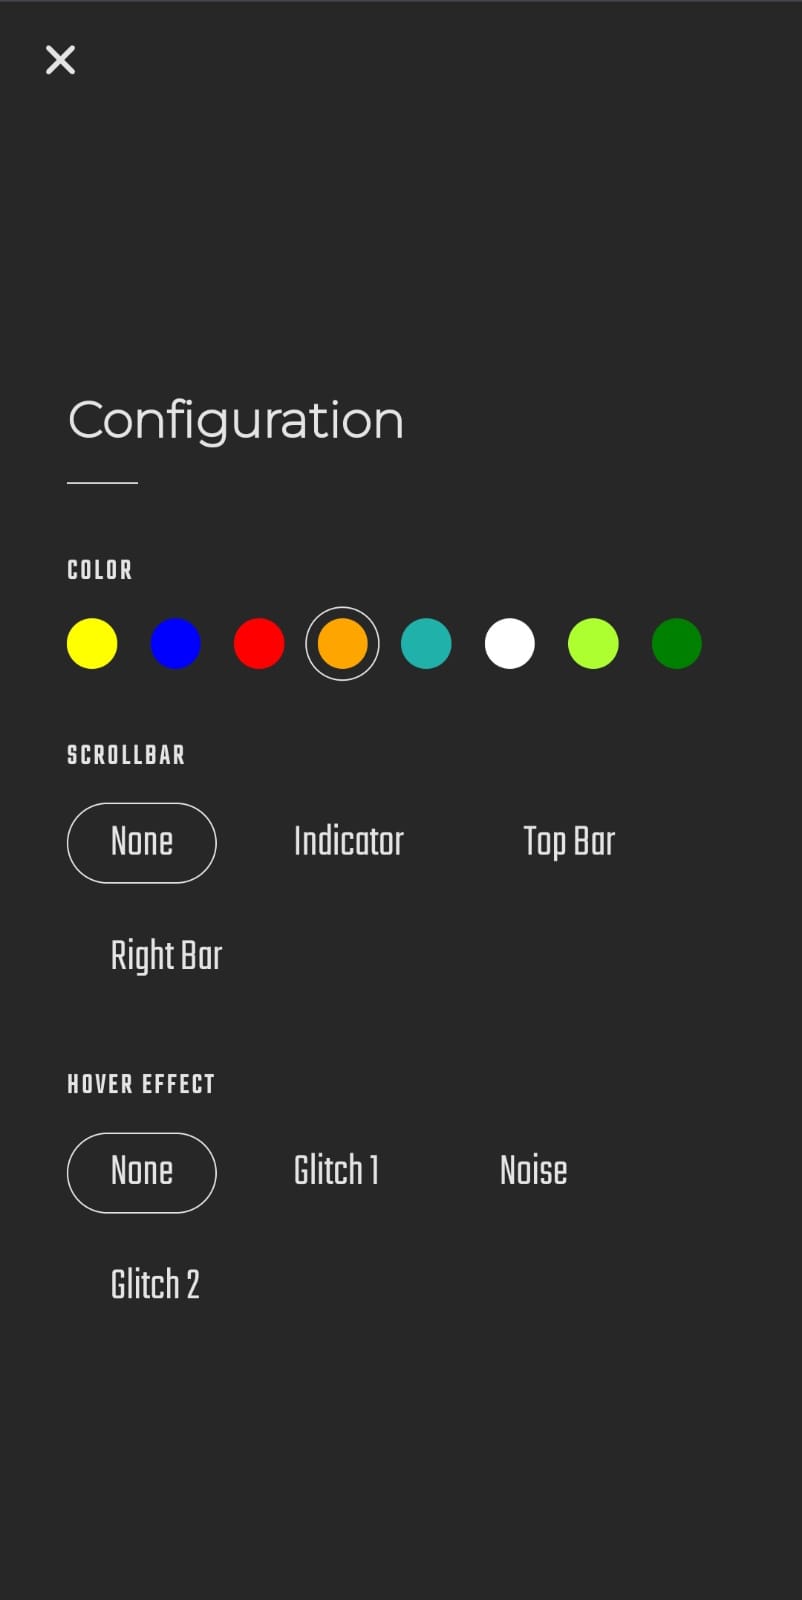 Configuration
COLOR
SCROLLBAR
None Indicator Top Bar
Right Bar
HOVER EFFECT
None Glitch 1 Noise
Glitch 2